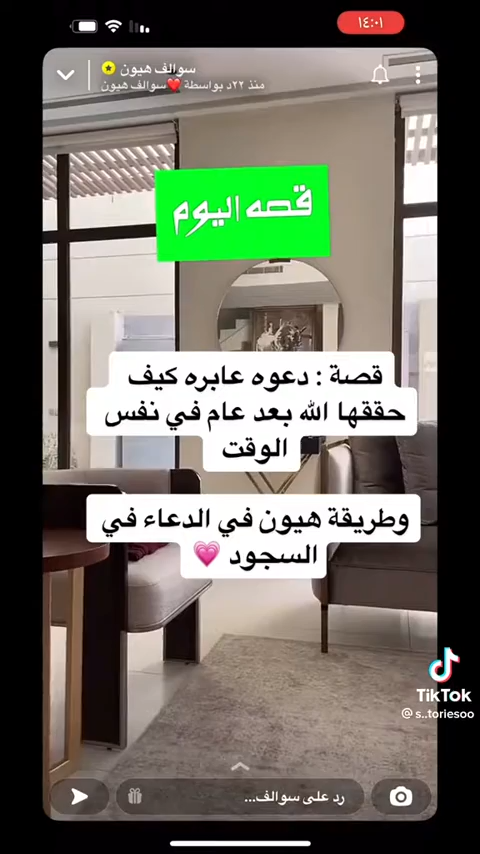 ١٤:٠١
سوالف هيون
منذ ٢٢د بواسطة ❤️سوالف هيون
قصه اليوم
قصة : دعوه عابره كيف
حققها الله بعد عام في نفس
الوقت
وطريقة هيون في الدعاء في
السجود 💗
TikTok
@s..toriesoo
رد على سوالف...